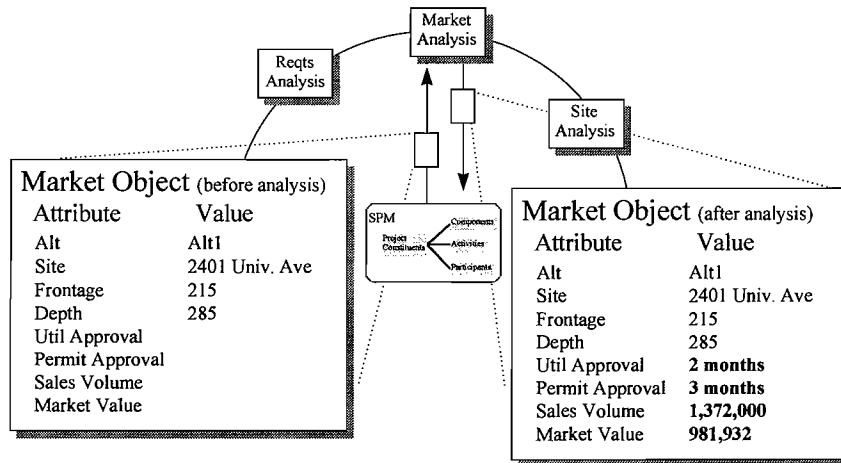 Market
Analysis
Reqts
Analysis
Site
Analysis
Market Object (before analysis)
Attribute Value
Alt Alt1
Site 2401 Univ. Ave
Frontage 215
Depth 285
Util Approval
Permit Approval
Sales Volume
Market Value
SPM
Project
Constituents
Components
Activities
Participants
Market Object (after analysis)
Attribute Value
Alt Alt1
Site 2401 Univ. Ave
Frontage 215
Depth 285
Util Approval 2 months
Permit Approval 3 months
Sales Volume 1,372,000
Market Value 981,932